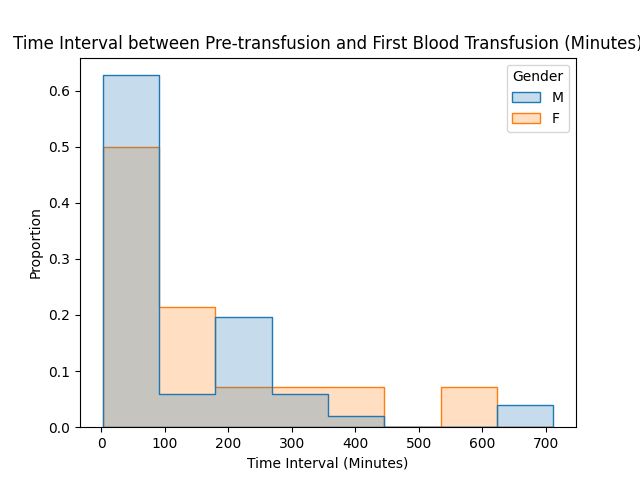 Time Interval between Pre-transfusion and First Blood Transfusion (Minutes)
Gender
M
F
0.6
0.5
0.4
0.3
0.2
0.1
0.0
Proportion
0 100 200 300 400 500 600 700
Time Interval (Minutes)